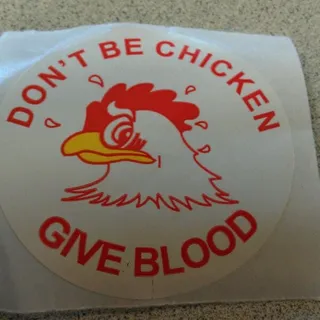 DON'T BE CHICKEN
GIVE BLOOD